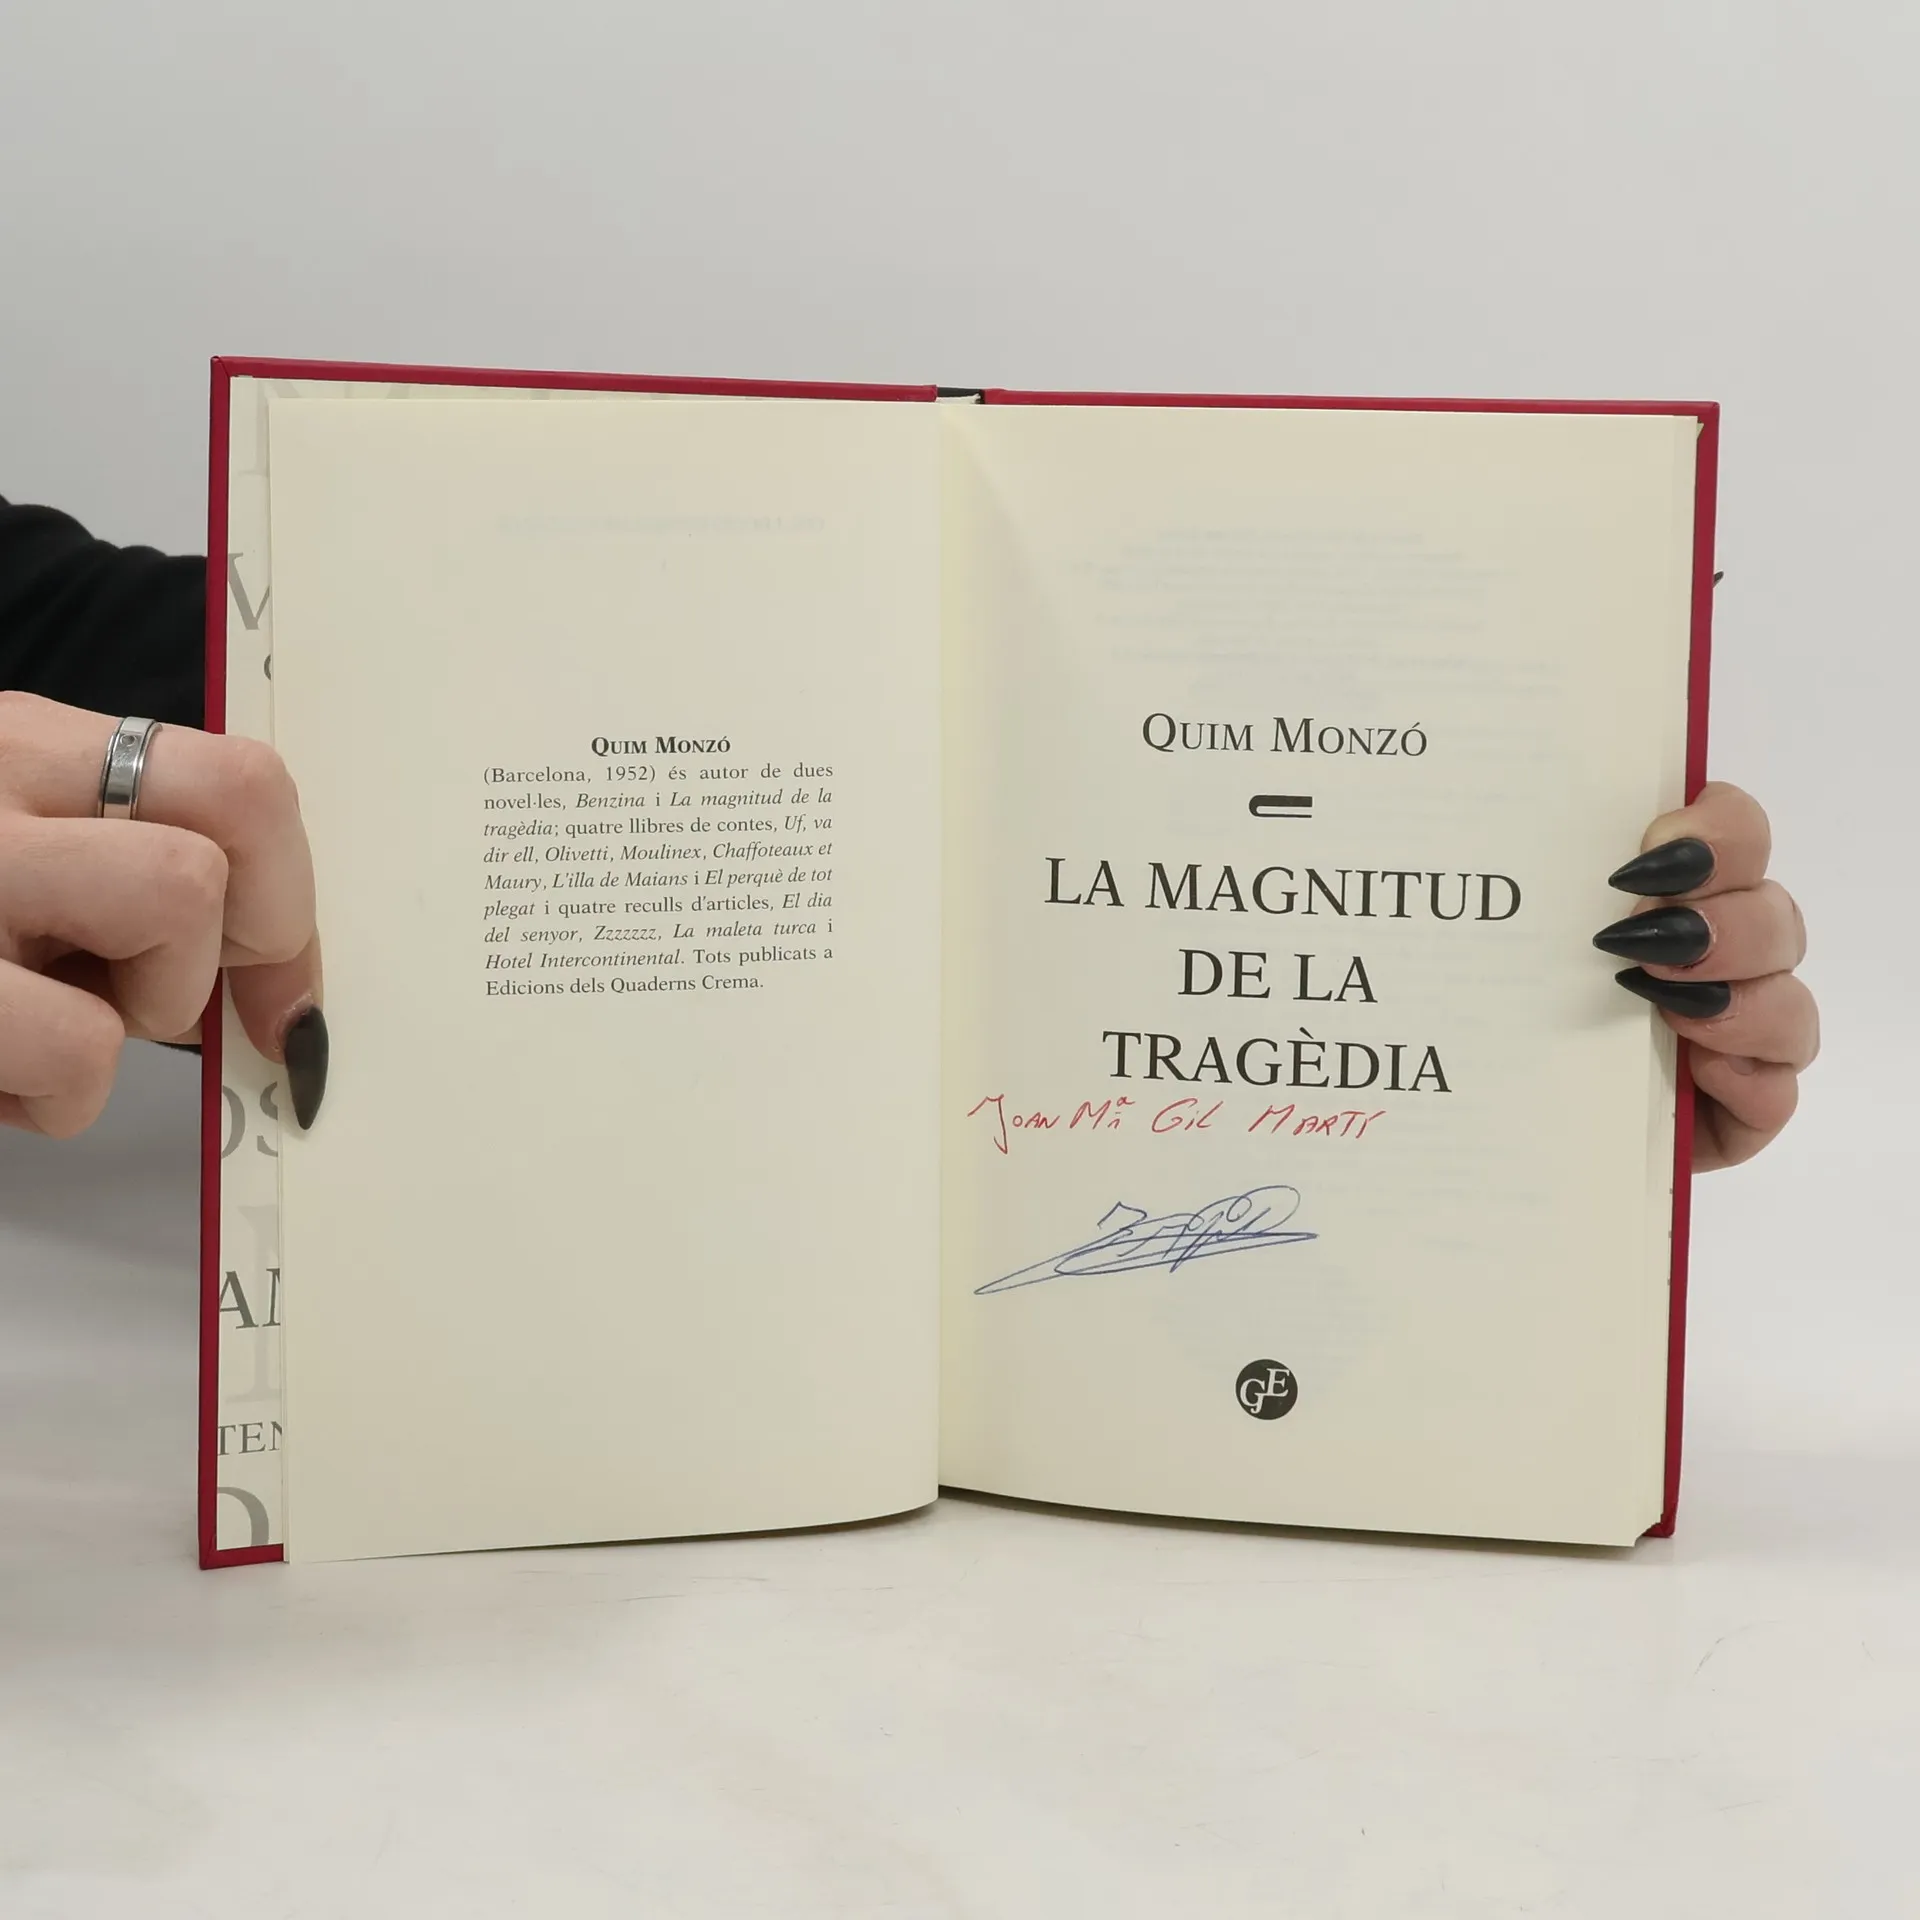 QUIM MONZÓ
(Barcelona, 1952) és autor de dues
novel·les, Benzina i La magnitud de la
tragèdia; quatre llibres de contes, Uf, va
dir ell, Olivetti, Moulinex, Chaffoteaux et
Maury, L'illa de Maians i El perquè de tot
plegat i quatre reculls d'articles, El dia
del senyor, Zzzzzzz, La maleta turca i
Hotel Intercontinental. Tots publicats a
Edicions dels Quaderns Crema.
QUIM MONZÓ
LA MAGNITUD
DE LA
TRAGÈDIA
JOAN Mª GIL MARTÍ
GE
V
OS
AM
TEN